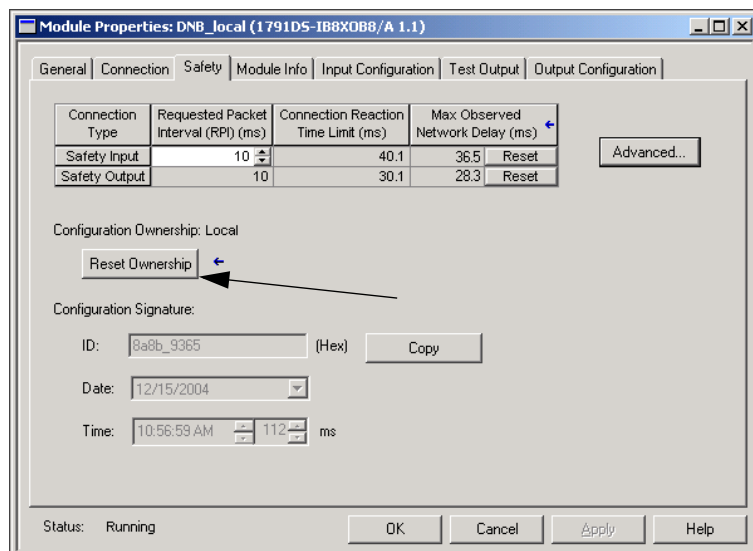 Module Properties: DNB_local (1791DS-IB8XOB8/A 1.1)
General Connection Safety Module Info Input Configuration Test Output Output Configuration
Connection Type Requested Packet Interval (RPI) (ms) Connection Reaction Time Limit (ms) Max Observed Network Delay (ms)
Safety Input 10 40.1 36.5 Reset
Safety Output 10 30.1 28.3 Reset
Advanced...
Configuration Ownership: Local
Reset Ownership
Configuration Signature:
ID: 8a8b_9365 (Hex) Copy
Date: 12/15/2004
Time: 10:56:59 AM 112 ms
Status: Running OK Cancel Apply Help